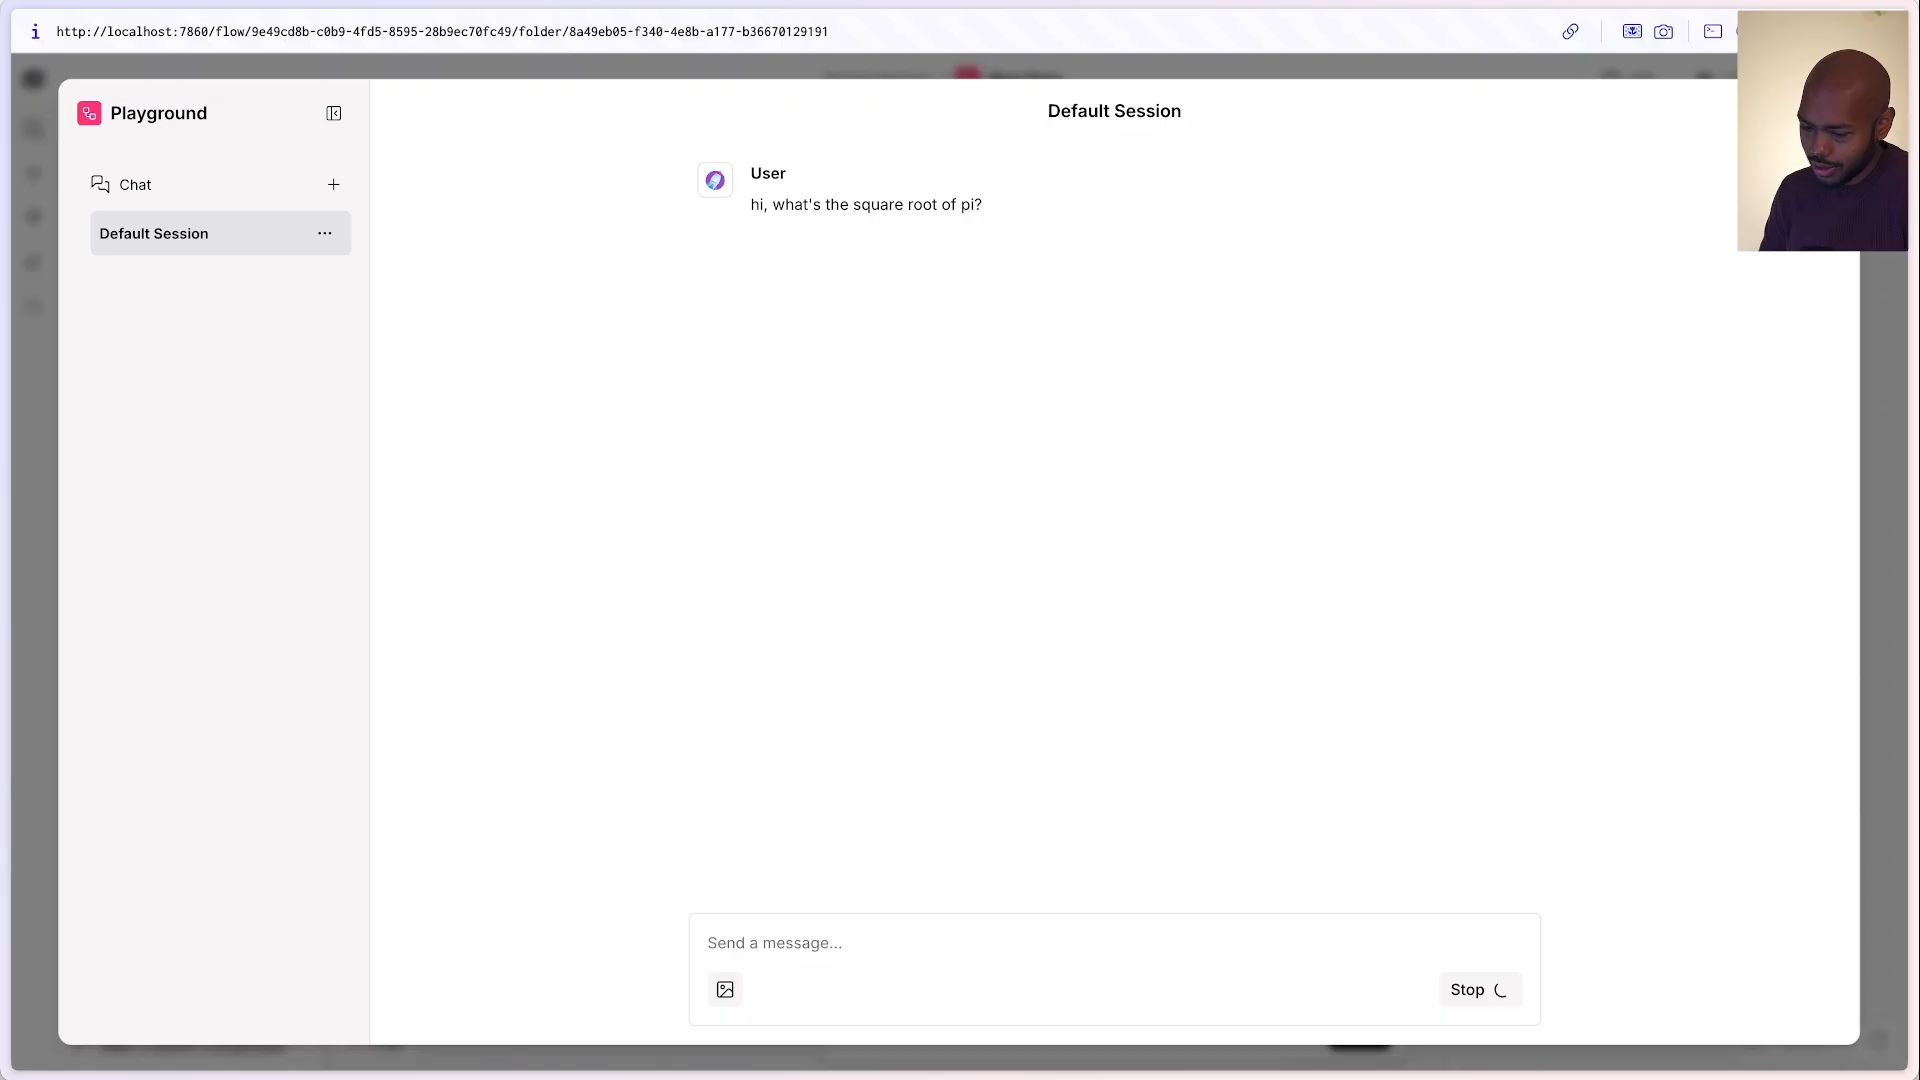 i http://localhost:7860/flow/9e49cd8b-c0b9-4fd5-8595-28b9ec70fc49/folder/8a49eb05-f340-4e8b-a177-b36670129191
Playground
Default Session
Chat
Default Session
User
hi, what's the square root of pi?
Send a message...
Stop